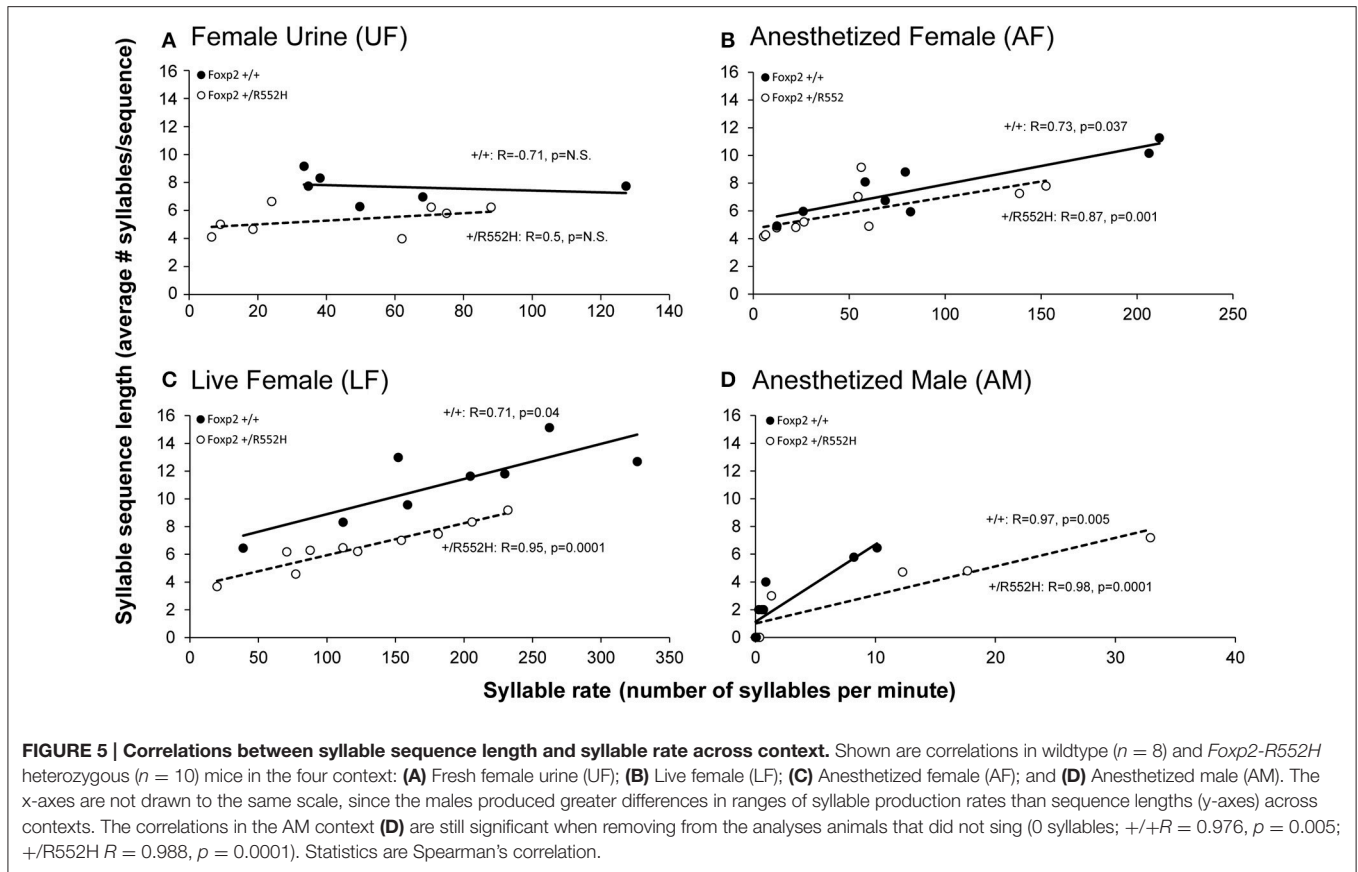 A Female Urine (UF)
16
14
12
10
8
6
4
2
0
Foxp2 +/+
Foxp2 +/R552H
+/+: R=-0.71, p=N.S.
+/R552H: R=0.5, p=N.S.
0 20 40 60 80 100 120 140
B Anesthetized Female (AF)
16
14
12
10
8
6
4
2
0
Foxp2 +/+
Foxp2 +/R552
+/+: R=0.73, p=0.037
+/R552H: R=0.87, p=0.001
0 50 100 150 200 250
Syllable sequence length (average # syllables/sequence)
C Live Female (LF)
16
14
12
10
8
6
4
2
0
Foxp2 +/+
Foxp2 +/R552H
+/+: R=0.71, p=0.04
+/R552H: R=0.95, p=0.0001
0 50 100 150 200 250 300 350
D Anesthetized Male (AM)
16
14
12
10
8
6
4
2
0
Foxp2 +/+
Foxp2 +/R552H
+/+: R=0.97, p=0.005
+/R552H: R=0.98, p=0.0001
0 10 20 30 40
Syllable rate (number of syllables per minute)
FIGURE 5 | Correlations between syllable sequence length and syllable rate across context. Shown are correlations in wildtype (n = 8) and Foxp2-R552H
heterozygous (n = 10) mice in the four context: (A) Fresh female urine (UF); (B) Live female (LF); (C) Anesthetized female (AF); and (D) Anesthetized male (AM). The
x-axes are not drawn to the same scale, since the males produced greater differences in ranges of syllable production rates than sequence lengths (y-axes) across
contexts. The correlations in the AM context (D) are still significant when removing from the analyses animals that did not sing (0 syllables; +/+R = 0.976, p = 0.005;
+/R552H R = 0.988, p = 0.0001). Statistics are Spearman's correlation.